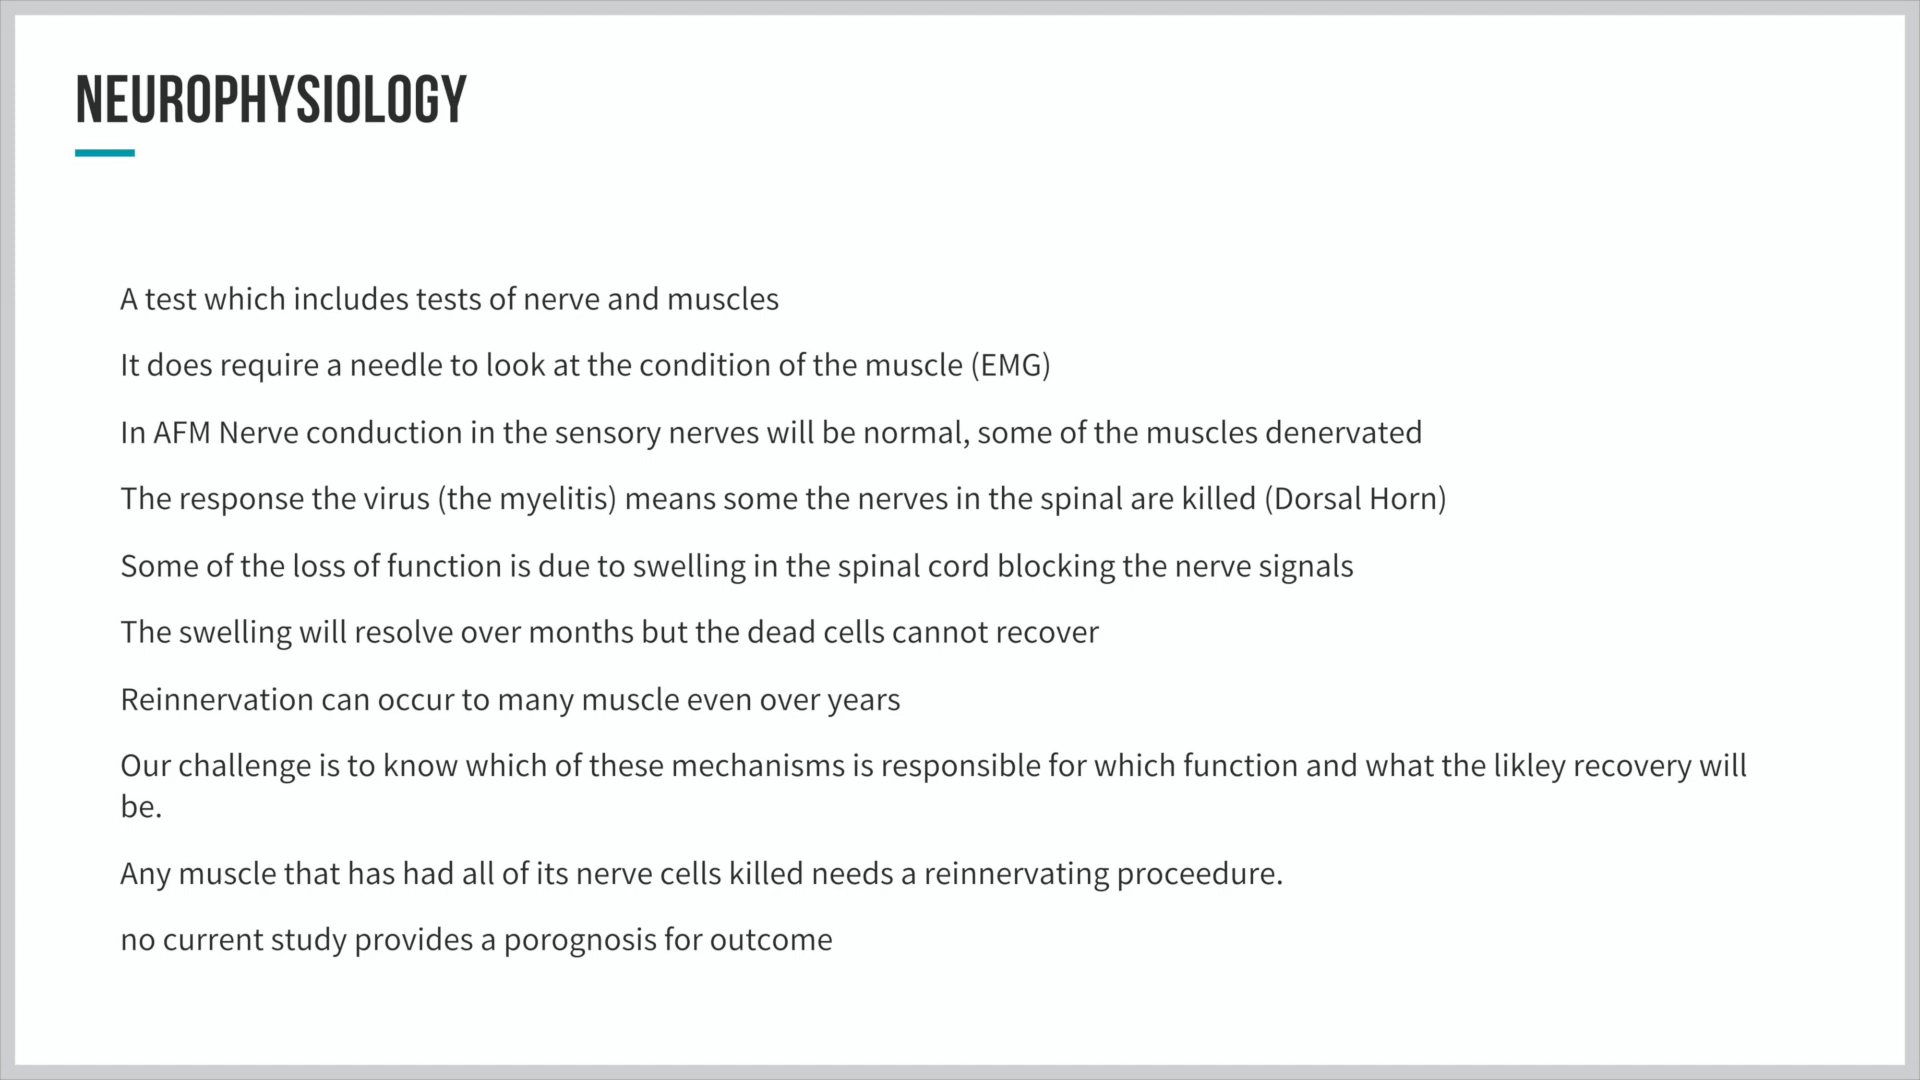 NEUROPHYSIOLOGY
A test which includes tests of nerve and muscles
It does require a needle to look at the condition of the muscle (EMG)
In AFM Nerve conduction in the sensory nerves will be normal, some of the muscles denervated
The response the virus (the myelitis) means some the nerves in the spinal are killed (Dorsal Horn)
Some of the loss of function is due to swelling in the spinal cord blocking the nerve signals
The swelling will resolve over months but the dead cells cannot recover
Reinnervation can occur to many muscle even over years
Our challenge is to know which of these mechanisms is responsible for which function and what the likley recovery will
be.
Any muscle that has had all of its nerve cells killed needs a reinnervating proceedure.
no current study provides a porognosis for outcome